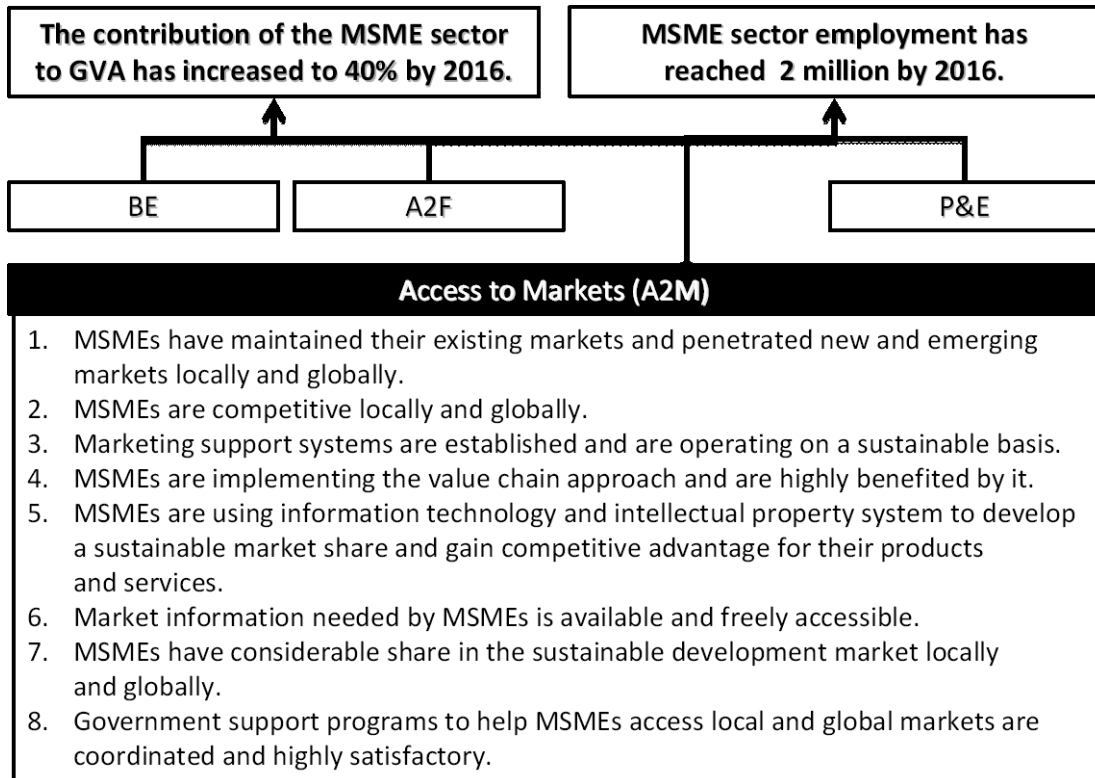 The contribution of the MSME sector
to GVA has increased to 40% by 2016.
MSME sector employment has
reached 2 million by 2016.
BE
A2F
P&E
Access to Markets (A2M)
1. MSMEs have maintained their existing markets and penetrated new and emerging
markets locally and globally.
2. MSMEs are competitive locally and globally.
3. Marketing support systems are established and are operating on a sustainable basis.
4. MSMEs are implementing the value chain approach and are highly benefited by it.
5. MSMEs are using information technology and intellectual property system to develop
a sustainable market share and gain competitive advantage for their products
and services.
6. Market information needed by MSMEs is available and freely accessible.
7. MSMEs have considerable share in the sustainable development market locally
and globally.
8. Government support programs to help MSMEs access local and global markets are
coordinated and highly satisfactory.